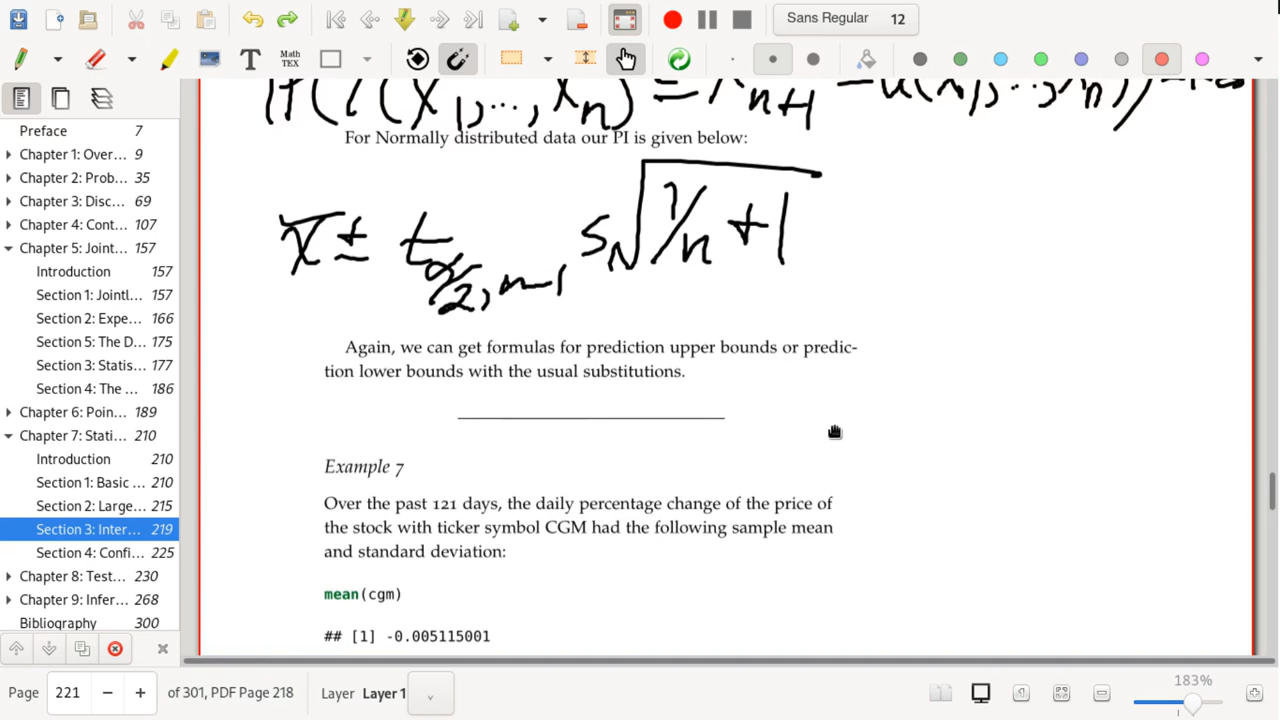 Sans Regular 12
Math
TEX
Preface 7
Chapter 1: Over... 9
Chapter 2: Prob... 35
Chapter 3: Disc... 69
Chapter 4: Cont... 107
Chapter 5: Joint... 157
Introduction 157
Section 1: Jointl... 157
Section 2: Expe... 166
Section 5: The D... 175
Section 3: Statis... 177
Section 4: The ... 186
Chapter 6: Poin... 189
Chapter 7: Stati... 210
Introduction 210
Section 1: Basic ... 210
Section 2: Large... 215
Section 3: Inter... 219
Section 4: Confi... 225
Chapter 8: Test... 230
Chapter 9: Infer... 268
Bibliography 300
For Normally distributed data our PI is given below:
x̄ ± t_{α/2, n-1} s√(1/n + 1)
Again, we can get formulas for prediction upper bounds or predic-
tion lower bounds with the usual substitutions.
Example 7
Over the past 121 days, the daily percentage change of the price of
the stock with ticker symbol CGM had the following sample mean
and standard deviation:
mean(cgm)
## [1] -0.005115001
Page 221 of 301, PDF Page 218
Layer Layer 1
183%